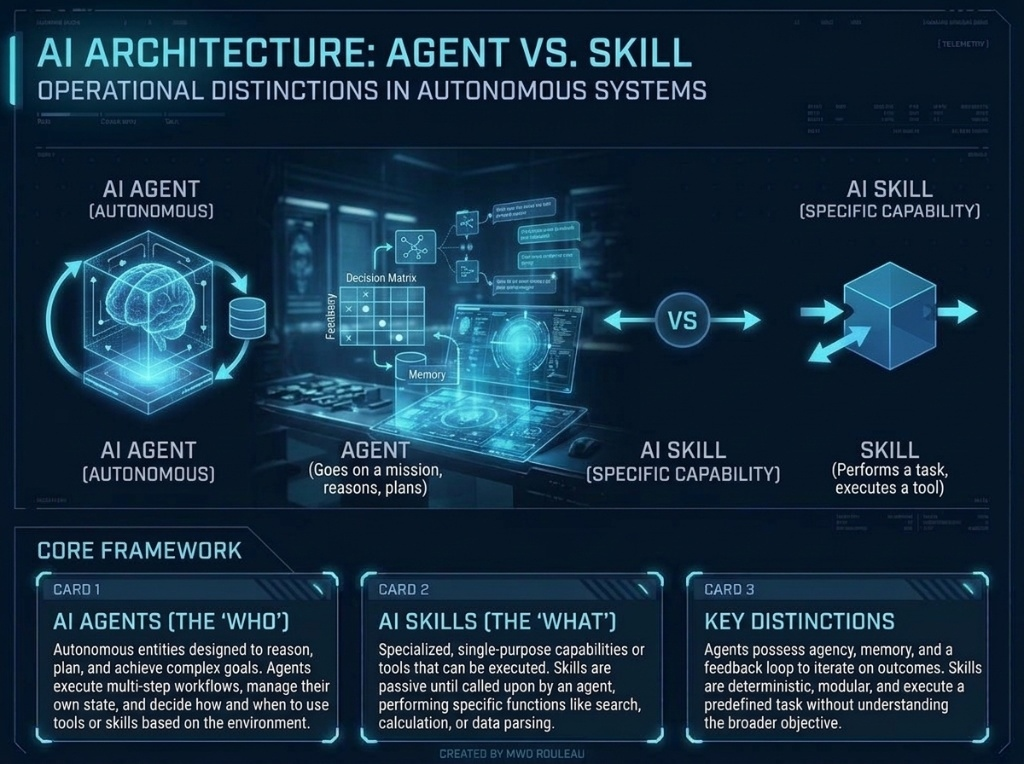 [TELEMETRY]
AI ARCHITECTURE: AGENT VS. SKILL
OPERATIONAL DISTINCTIONS IN AUTONOMOUS SYSTEMS
AI AGENT
(AUTONOMOUS)
AI SKILL
(SPECIFIC CAPABILITY)
Decision Matrix
Memory
VS
AI AGENT
(AUTONOMOUS)
AGENT
(Goes on a mission,
reasons, plans)
AI SKILL
(SPECIFIC CAPABILITY)
SKILL
(Performs a task,
executes a tool)
CORE FRAMEWORK
CARD 1
AI AGENTS (THE ‘WHO’)
Autonomous entities designed to reason,
plan, and achieve complex goals. Agents
execute multi-step workflows, manage their
own state, and decide how and when to use
tools or skills based on the environment.
CARD 2
AI SKILLS (THE ‘WHAT’)
Specialized, single-purpose capabilities or
tools that can be executed. Skills are
passive until called upon by an agent,
performing specific functions like search,
calculation, or data parsing.
CARD 3
KEY DISTINCTIONS
Agents possess agency, memory, and a
feedback loop to iterate on outcomes. Skills
are deterministic, modular, and execute a
predefined task without understanding
the broader objective.
CREATED BY MWO ROULEAU